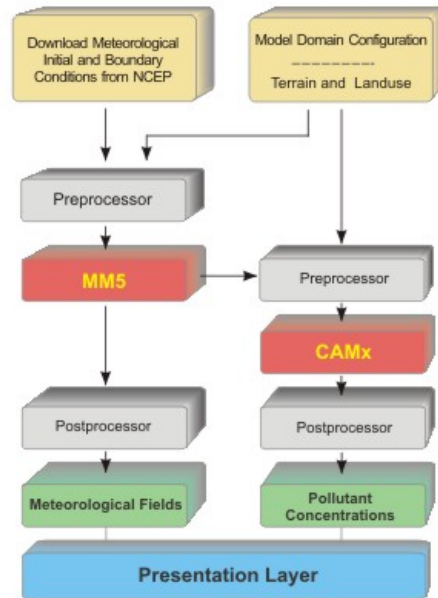 Download Meteorological
Initial and Boundary
Conditions from NCEP
Model Domain Configuration
Terrain and Landuse
Preprocessor
MM5
Preprocessor
CAMx
Postprocessor
Postprocessor
Meteorological Fields
Pollutant
Concentrations
Presentation Layer